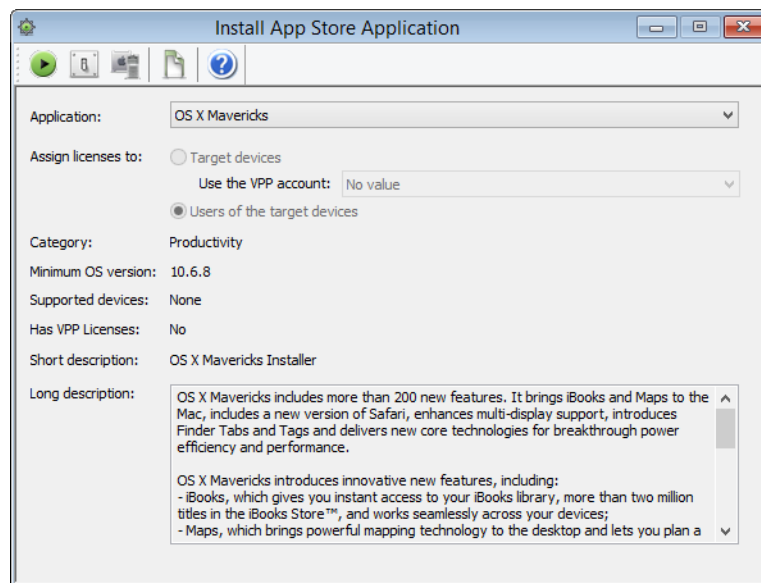 Install App Store Application
Application: OS X Mavericks
Assign licenses to: Target devices
Use the VPP account: No value
Users of the target devices
Category: Productivity
Minimum OS version: 10.6.8
Supported devices: None
Has VPP Licenses: No
Short description: OS X Mavericks Installer
Long description: OS X Mavericks includes more than 200 new features. It brings iBooks and Maps to the
Mac, includes a new version of Safari, enhances multi-display support, introduces
Finder Tabs and Tags and delivers new core technologies for breakthrough power
efficiency and performance.
OS X Mavericks introduces innovative new features, including:
- iBooks, which gives you instant access to your iBooks library, more than two million
titles in the iBooks Store™, and works seamlessly across your devices;
- Maps, which brings powerful mapping technology to the desktop and lets you plan a